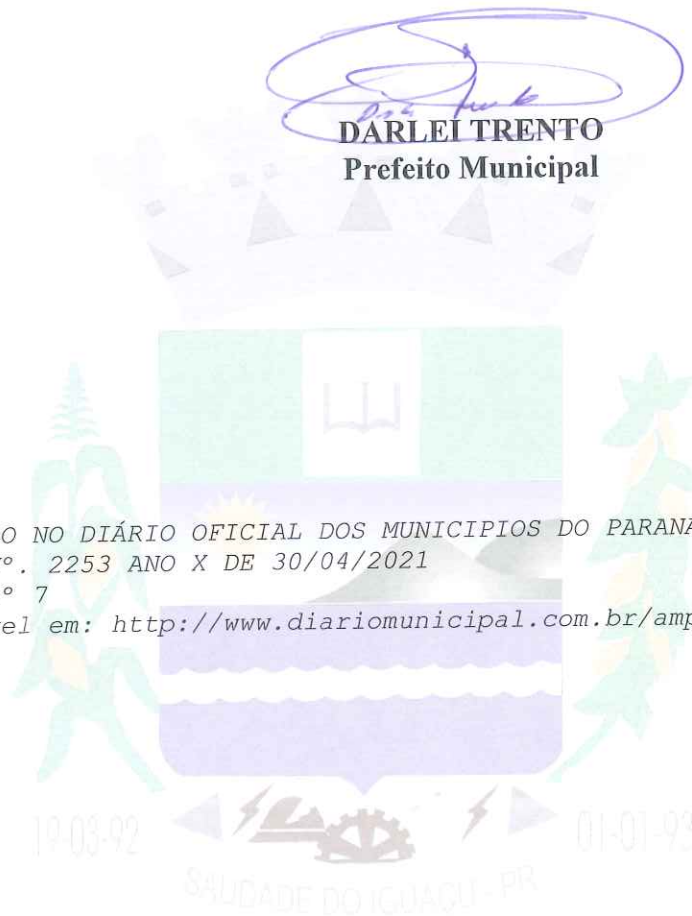 DARLEI TRENTO
Prefeito Municipal
O NO DIÁRIO OFICIAL DOS MUNICIPIOS DO PARANÁ
º. 2253 ANO X DE 30/04/2021
º 7
el em: http://www.diariomunicipal.com.br/amp
19-03-92
01-01-93
SAUDADE DO IGUAÇU - PR